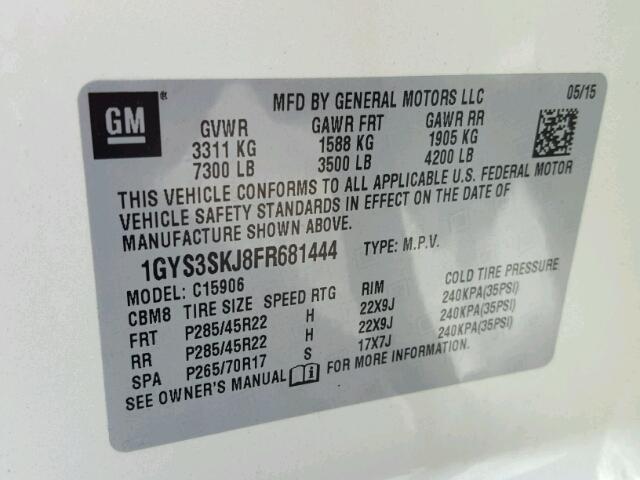 GM ®
MFD BY GENERAL MOTORS LLC 05/15
GVWR GAWR FRT GAWR RR
3311 KG 1588 KG 1905 KG
7300 LB 3500 LB 4200 LB
THIS VEHICLE CONFORMS TO ALL APPLICABLE U.S. FEDERAL MOTOR
VEHICLE SAFETY STANDARDS IN EFFECT ON THE DATE OF
MANUFACTURE SHOWN ABOVE.
1GYS3SKJ8FR681444 TYPE: M.P.V.
MODEL: C15906
CBM8 TIRE SIZE SPEED RTG RIM COLD TIRE PRESSURE
FRT P285/45R22 H 22X9J 240KPA(35PSI)
RR P285/45R22 H 22X9J 240KPA(35PSI)
SPA P265/70R17 S 17X7J 240KPA(35PSI)
SEE OWNER'S MANUAL i FOR MORE INFORMATION.